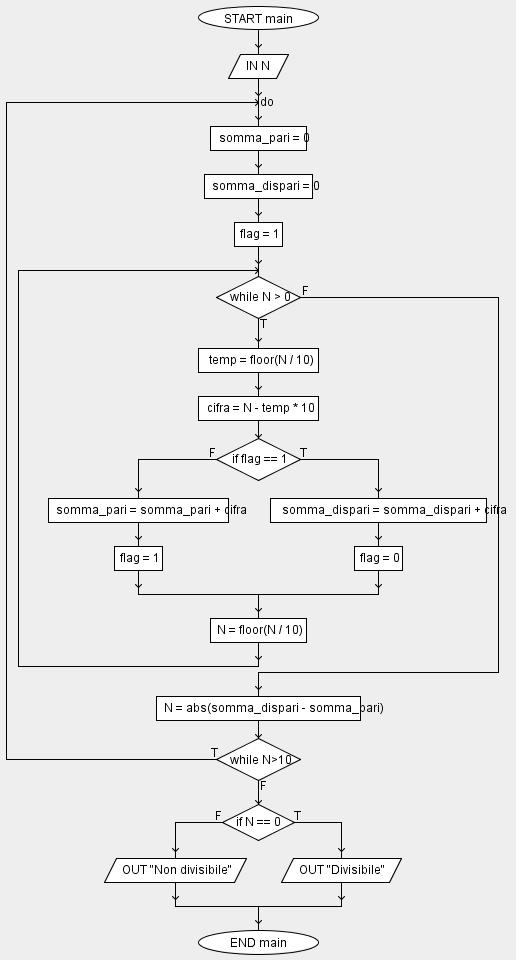 START main
IN N
do
somma_pari = 0
somma_dispari = 0
flag = 1
while N > 0
F
T
temp = floor(N / 10)
cifra = N - temp * 10
F
if flag == 1
T
somma_pari = somma_pari + cifra
somma_dispari = somma_dispari + cifra
flag = 1
flag = 0
N = floor(N / 10)
N = abs(somma_dispari - somma_pari)
T
while N>10
F
F
if N == 0
T
OUT "Non divisibile"
OUT "Divisibile"
END main